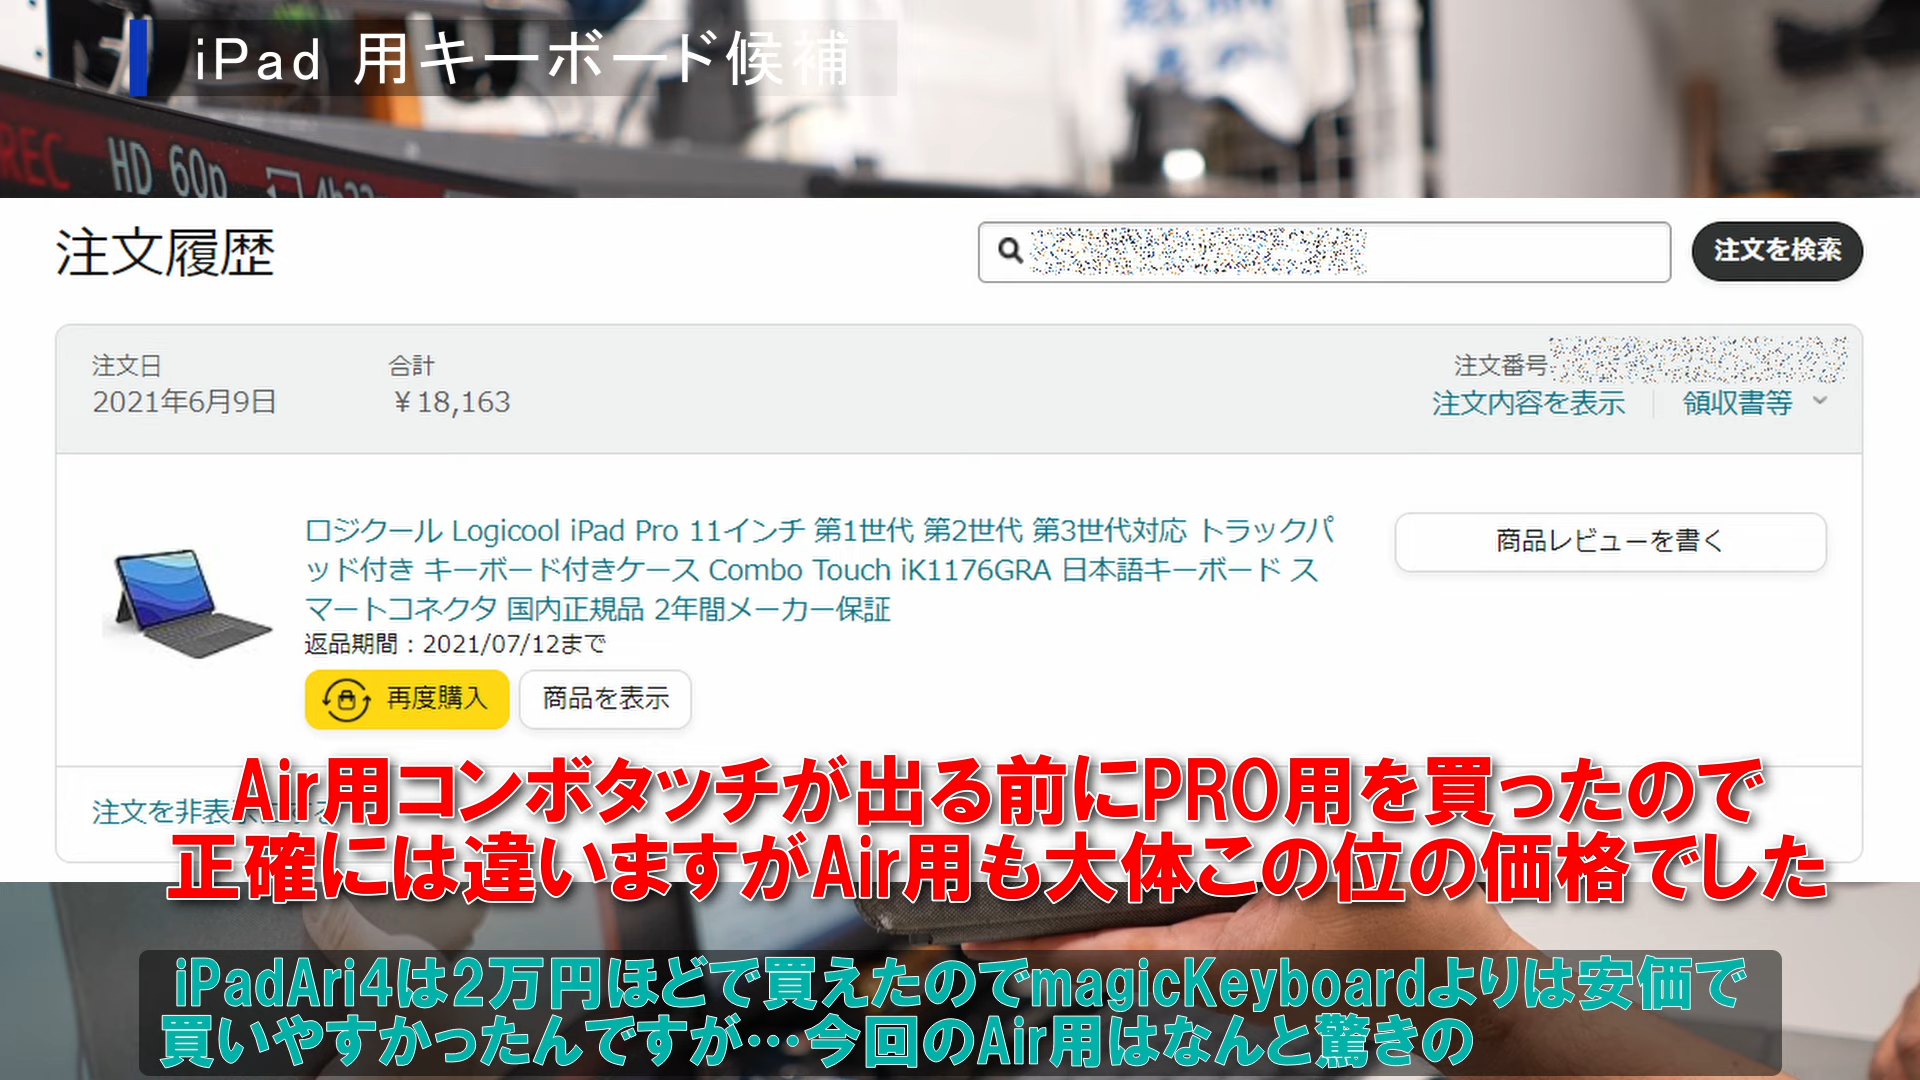 iPad 用キーボード候補
REC HD 60p
注文履歴
注文を検索
注文日
合計
注文番号
2021年6月9日
￥18,163
注文内容を表示
領収書等
ロジクール Logicool iPad Pro 11インチ 第1世代 第2世代 第3世代対応 トラックパ
ッド付き キーボード付きケース Combo Touch iK1176GRA 日本語キーボード ス
マートコネクタ 国内正規品 2年間メーカー保証
商品レビューを書く
返品期間：2021/07/12まで
再度購入
商品を表示
Air用コンボタッチが出る前にPRO用を買ったので
注文を非表示にする
正確には違いますがAir用も大体この位の価格でした
iPadAri4は2万円ほどで買えたのでmagicKeyboardよりは安価で
買いやすかったんですが…今回のAir用はなんと驚きの